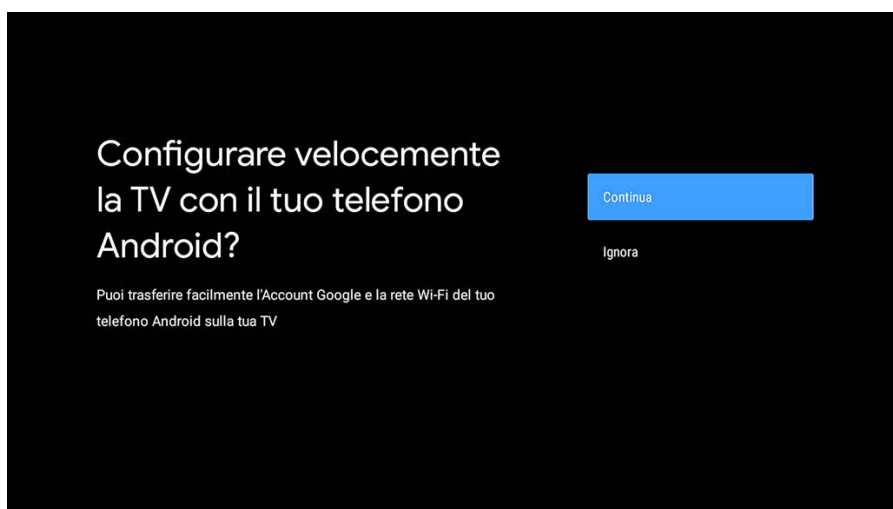 Configurare velocemente
la TV con il tuo telefono
Android?
Puoi trasferire facilmente l'Account Google e la rete Wi-Fi del tuo
telefono Android sulla tua TV
Continua
Ignora